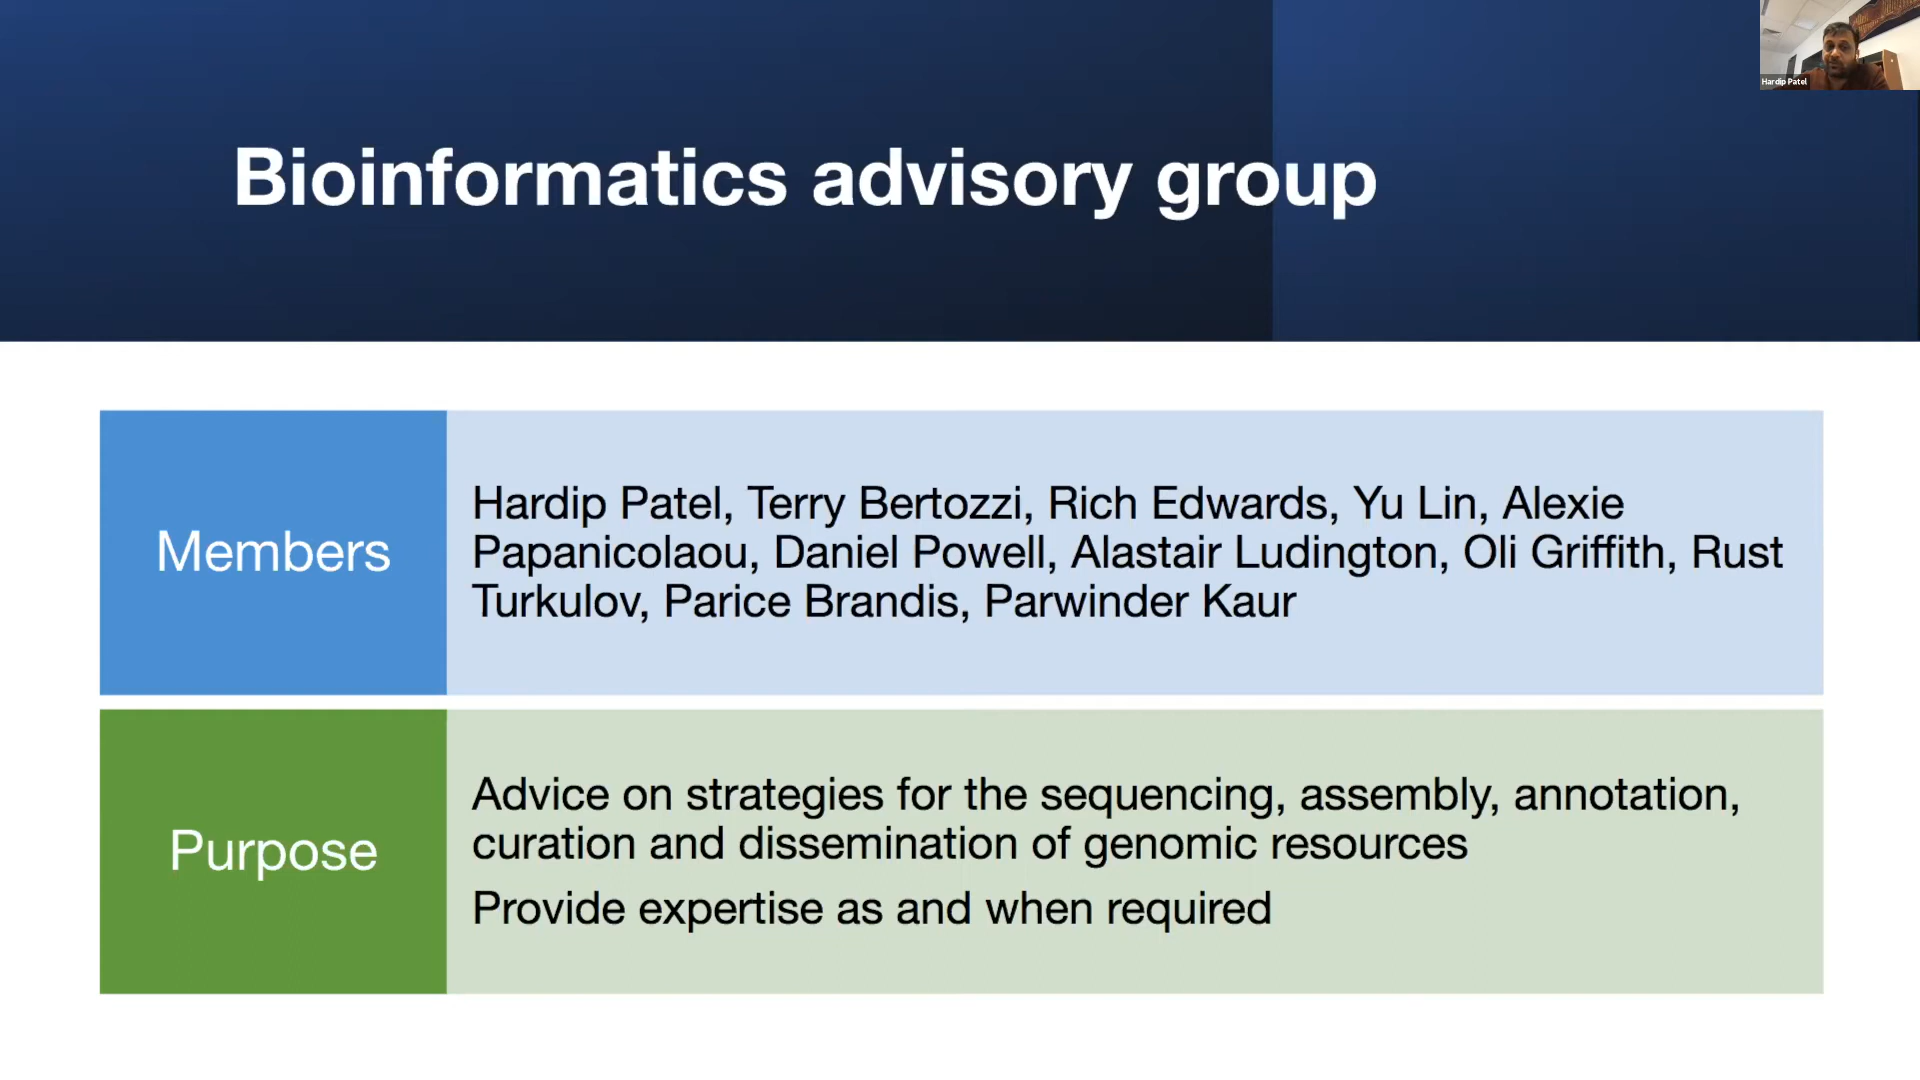 Hardip Patel
Bioinformatics advisory group
Members
Hardip Patel, Terry Bertozzi, Rich Edwards, Yu Lin, Alexie
Papanicolaou, Daniel Powell, Alastair Ludington, Oli Griffith, Rust
Turkulov, Parice Brandis, Parwinder Kaur
Purpose
Advice on strategies for the sequencing, assembly, annotation,
curation and dissemination of genomic resources
Provide expertise as and when required